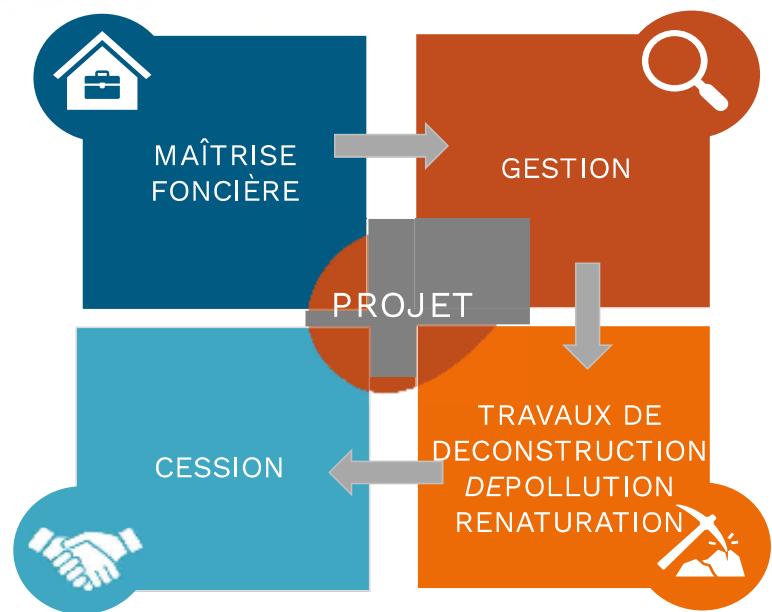 MAÎTRISE
FONCIÈRE
GESTION
PROJET
TRAVAUX DE
DECONSTRUCTION
DEPOLLUTION
RENATURATION
CESSION